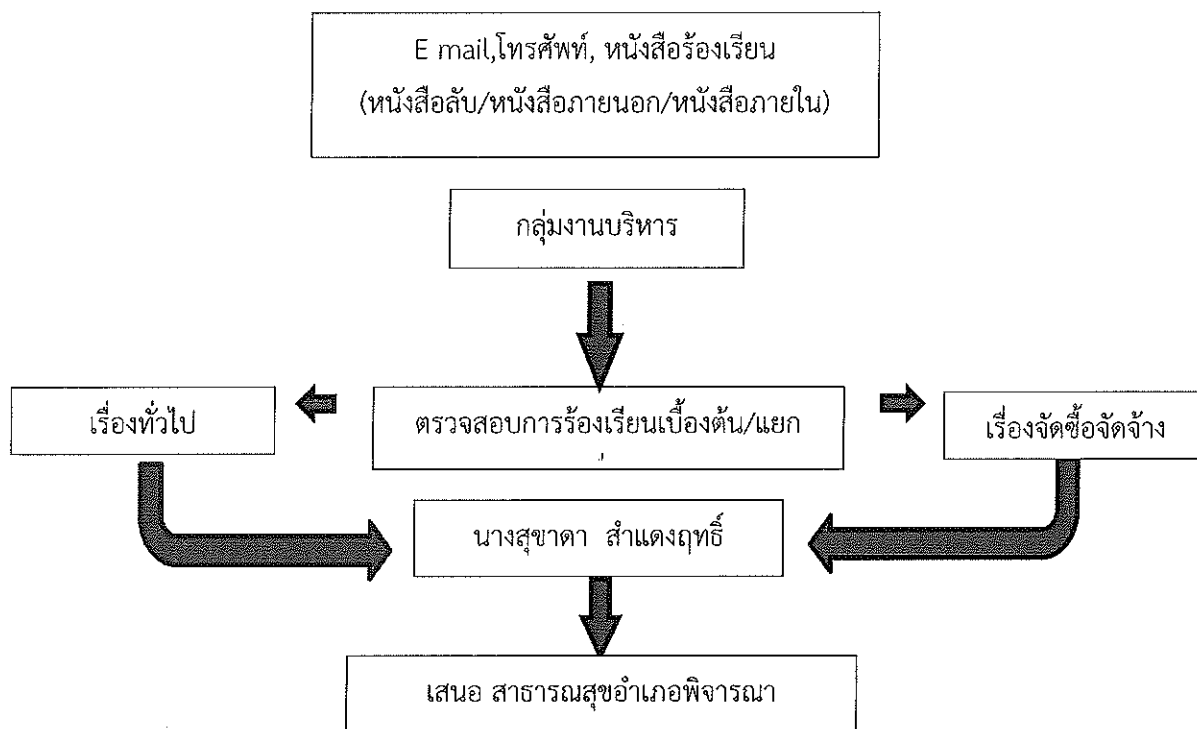 E mail,โทรศัพท์, หนังสือร้องเรียน
(หนังสือลับ/หนังสือภายนอก/หนังสือภายใน)
กลุ่มงานบริหาร
เรื่องทั่วไป
ตรวจสอบการร้องเรียนเบื้องต้น/แยก
เรื่องจัดซื้อจัดจ้าง
นางสุชาดา สำแดงฤทธิ์
เสนอ สาธารณสุขอำเภอพิจารณา